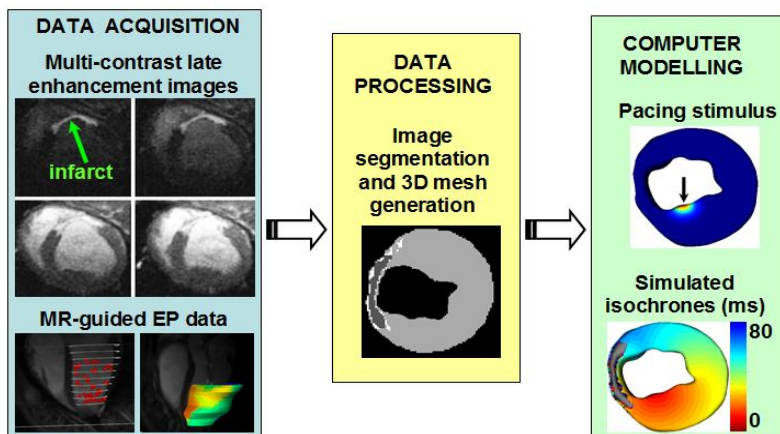 DATA ACQUISITION
Multi-contrast late
enhancement images
infarct
MR-guided EP data
DATA
PROCESSING
Image
segmentation
and 3D mesh
generation
COMPUTER
MODELLING
Pacing stimulus
Simulated
isochrones (ms)
80
0